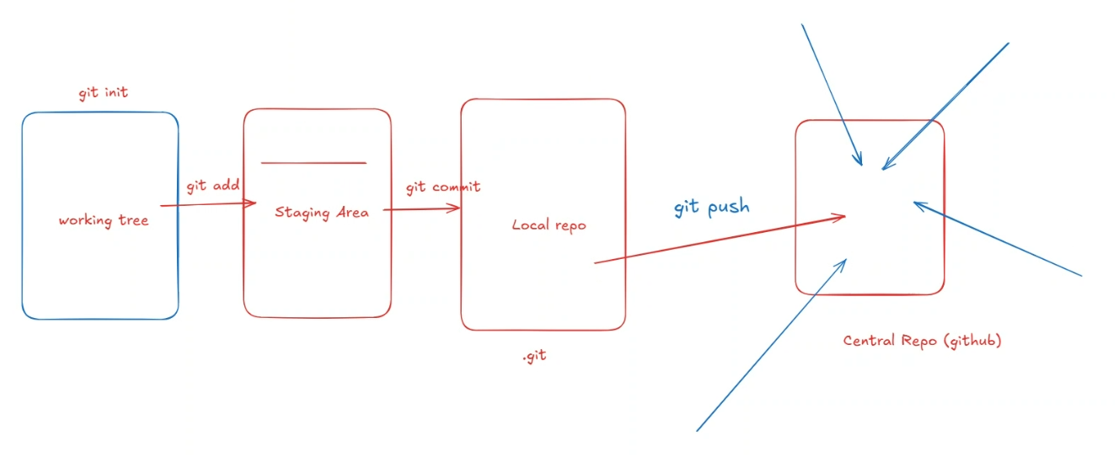 git init
working tree
git add
Staging Area
git commit
Local repo
.git
git push
Central Repo (github)